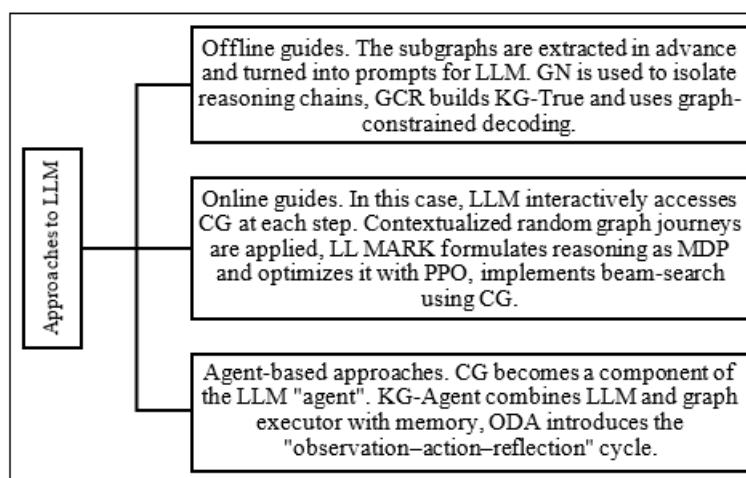 Approaches to LLM
Offline guides. The subgraphs are extracted in advance
and turned into prompts for LLM. GN is used to isolate
reasoning chains, GCR builds KG-True and uses graph-
constrained decoding.
Online guides. In this case, LLM interactively accesses
CG at each step. Contextualized random graph journeys
are applied, LL MARK formulates reasoning as MDP
and optimizes it with PPO, implements beam-search
using CG.
Agent-based approaches. CG becomes a component of
the LLM "agent". KG-Agent combines LLM and graph
executor with memory, ODA introduces the
"observation–action–reflection" cycle.